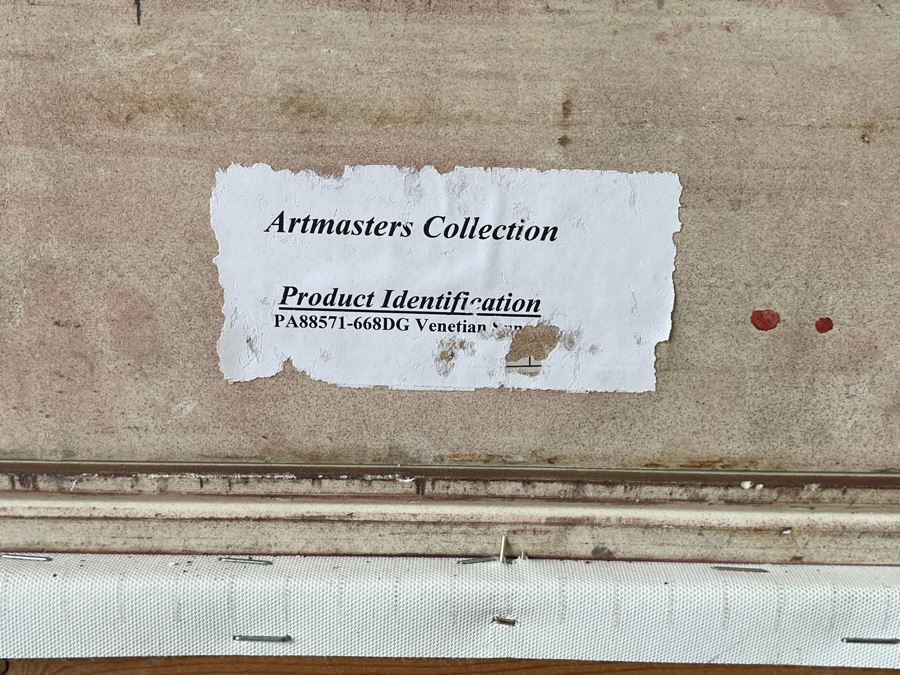 Artmasters Collection
Product Identification
PA88571-668DG Venetian